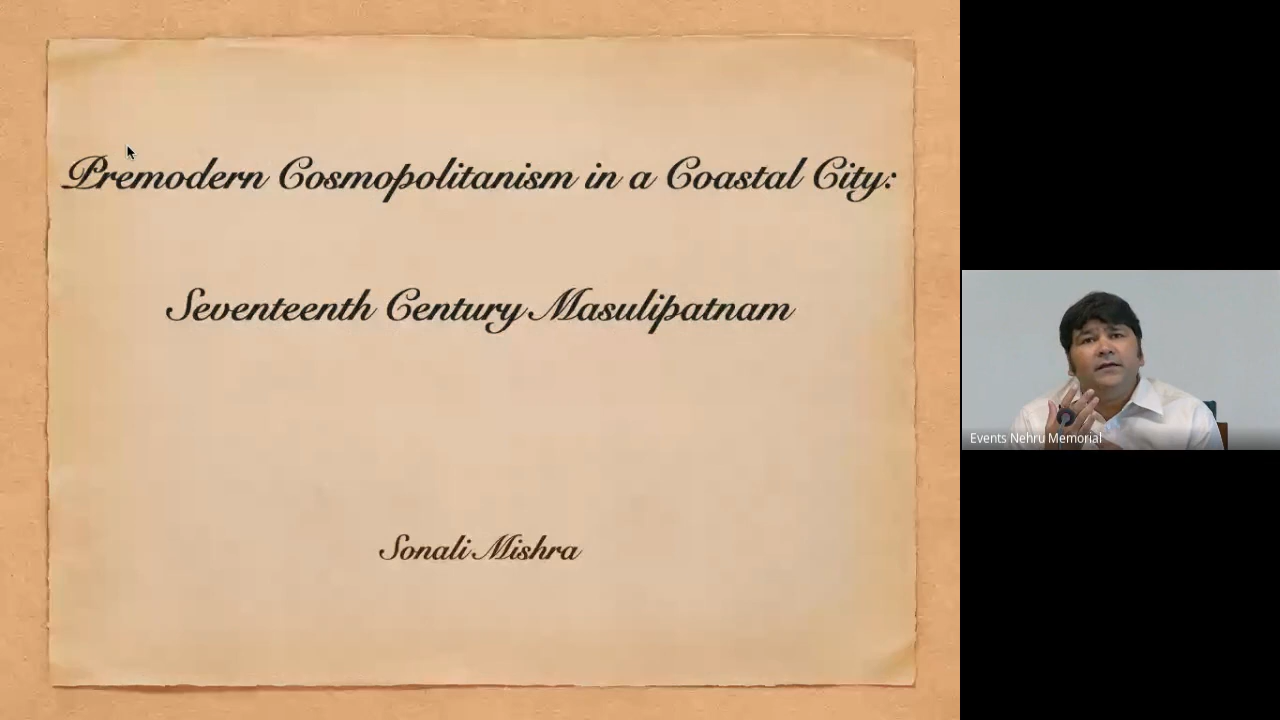 Premodern Cosmopolitanism in a Coastal City:
Seventeenth Century Masulipatnam
Sonali Mishra
Events Nehru Memorial